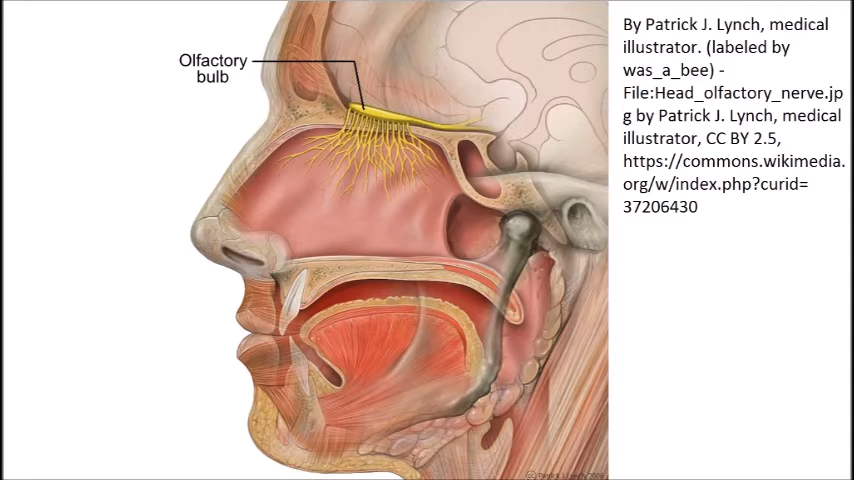 Olfactory
bulb
By Patrick J. Lynch, medical
illustrator. (labeled by
was_a_bee) -
File:Head_olfactory_nerve.jp
g by Patrick J. Lynch, medical
illustrator, CC BY 2.5,
https://commons.wikimedia.
org/w/index.php?curid=
37206430